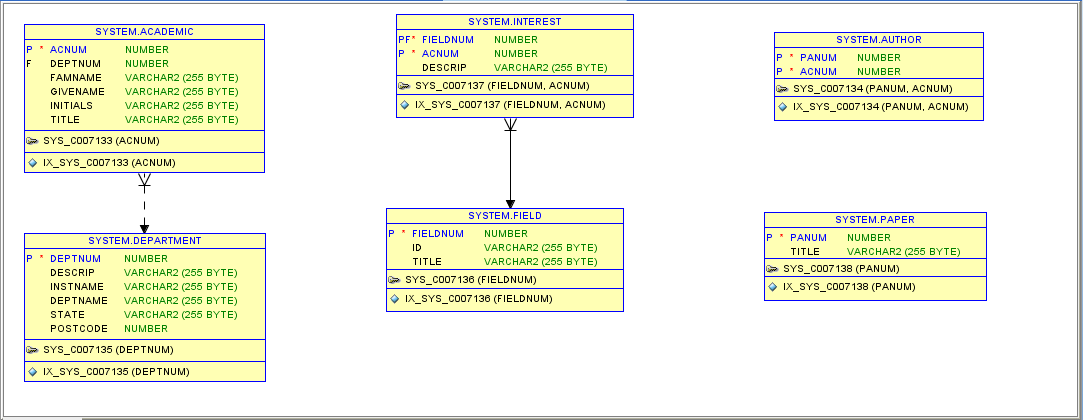 SYSTEM.ACADEMIC
P * ACNUM NUMBER
F DEPTNUM NUMBER
FAMNAME VARCHAR2 (255 BYTE)
GIVENAME VARCHAR2 (255 BYTE)
INITIALS VARCHAR2 (255 BYTE)
TITLE VARCHAR2 (255 BYTE)
SYS_C007133 (ACNUM)
IX_SYS_C007133 (ACNUM)
SYSTEM.DEPARTMENT
P * DEPTNUM NUMBER
DESCRIP VARCHAR2 (255 BYTE)
INSTNAME VARCHAR2 (255 BYTE)
DEPTNAME VARCHAR2 (255 BYTE)
STATE VARCHAR2 (255 BYTE)
POSTCODE NUMBER
SYS_C007135 (DEPTNUM)
IX_SYS_C007135 (DEPTNUM)
SYSTEM.INTEREST
PF* FIELDNUM NUMBER
P * ACNUM NUMBER
DESCRIP VARCHAR2 (255 BYTE)
SYS_C007137 (FIELDNUM, ACNUM)
IX_SYS_C007137 (FIELDNUM, ACNUM)
SYSTEM.FIELD
P * FIELDNUM NUMBER
ID VARCHAR2 (255 BYTE)
TITLE VARCHAR2 (255 BYTE)
SYS_C007136 (FIELDNUM)
IX_SYS_C007136 (FIELDNUM)
SYSTEM.AUTHOR
P * PANUM NUMBER
P * ACNUM NUMBER
SYS_C007134 (PANUM, ACNUM)
IX_SYS_C007134 (PANUM, ACNUM)
SYSTEM.PAPER
P * PANUM NUMBER
TITLE VARCHAR2 (255 BYTE)
SYS_C007138 (PANUM)
IX_SYS_C007138 (PANUM)